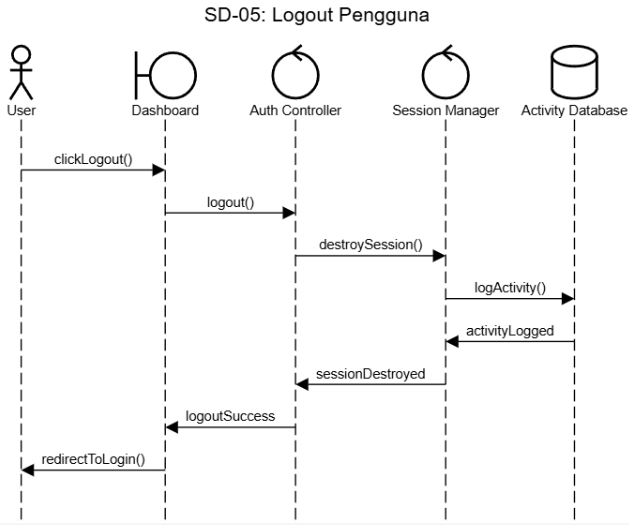 SD-05: Logout Pengguna
User
Dashboard
Auth Controller
Session Manager
Activity Database
clickLogout()
logout()
destroySession()
logActivity()
activityLogged
sessionDestroyed
logoutSuccess
redirectToLogin()